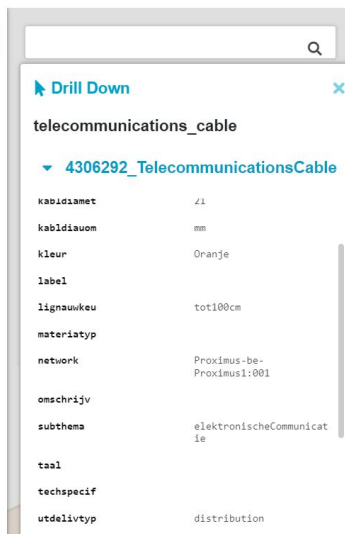 Drill Down
telecommunications_cable
4306292_TelecommunicationsCable
kabldiamet 21
kabldiauom mm
kleur Oranje
label
lignauwkeu tot100cm
materiatyp
network Proximus-be-
Proximus1:001
omschrijv
subthema elektronischeCommunicat
ie
taal
techspecif
utdelivtyp distribution